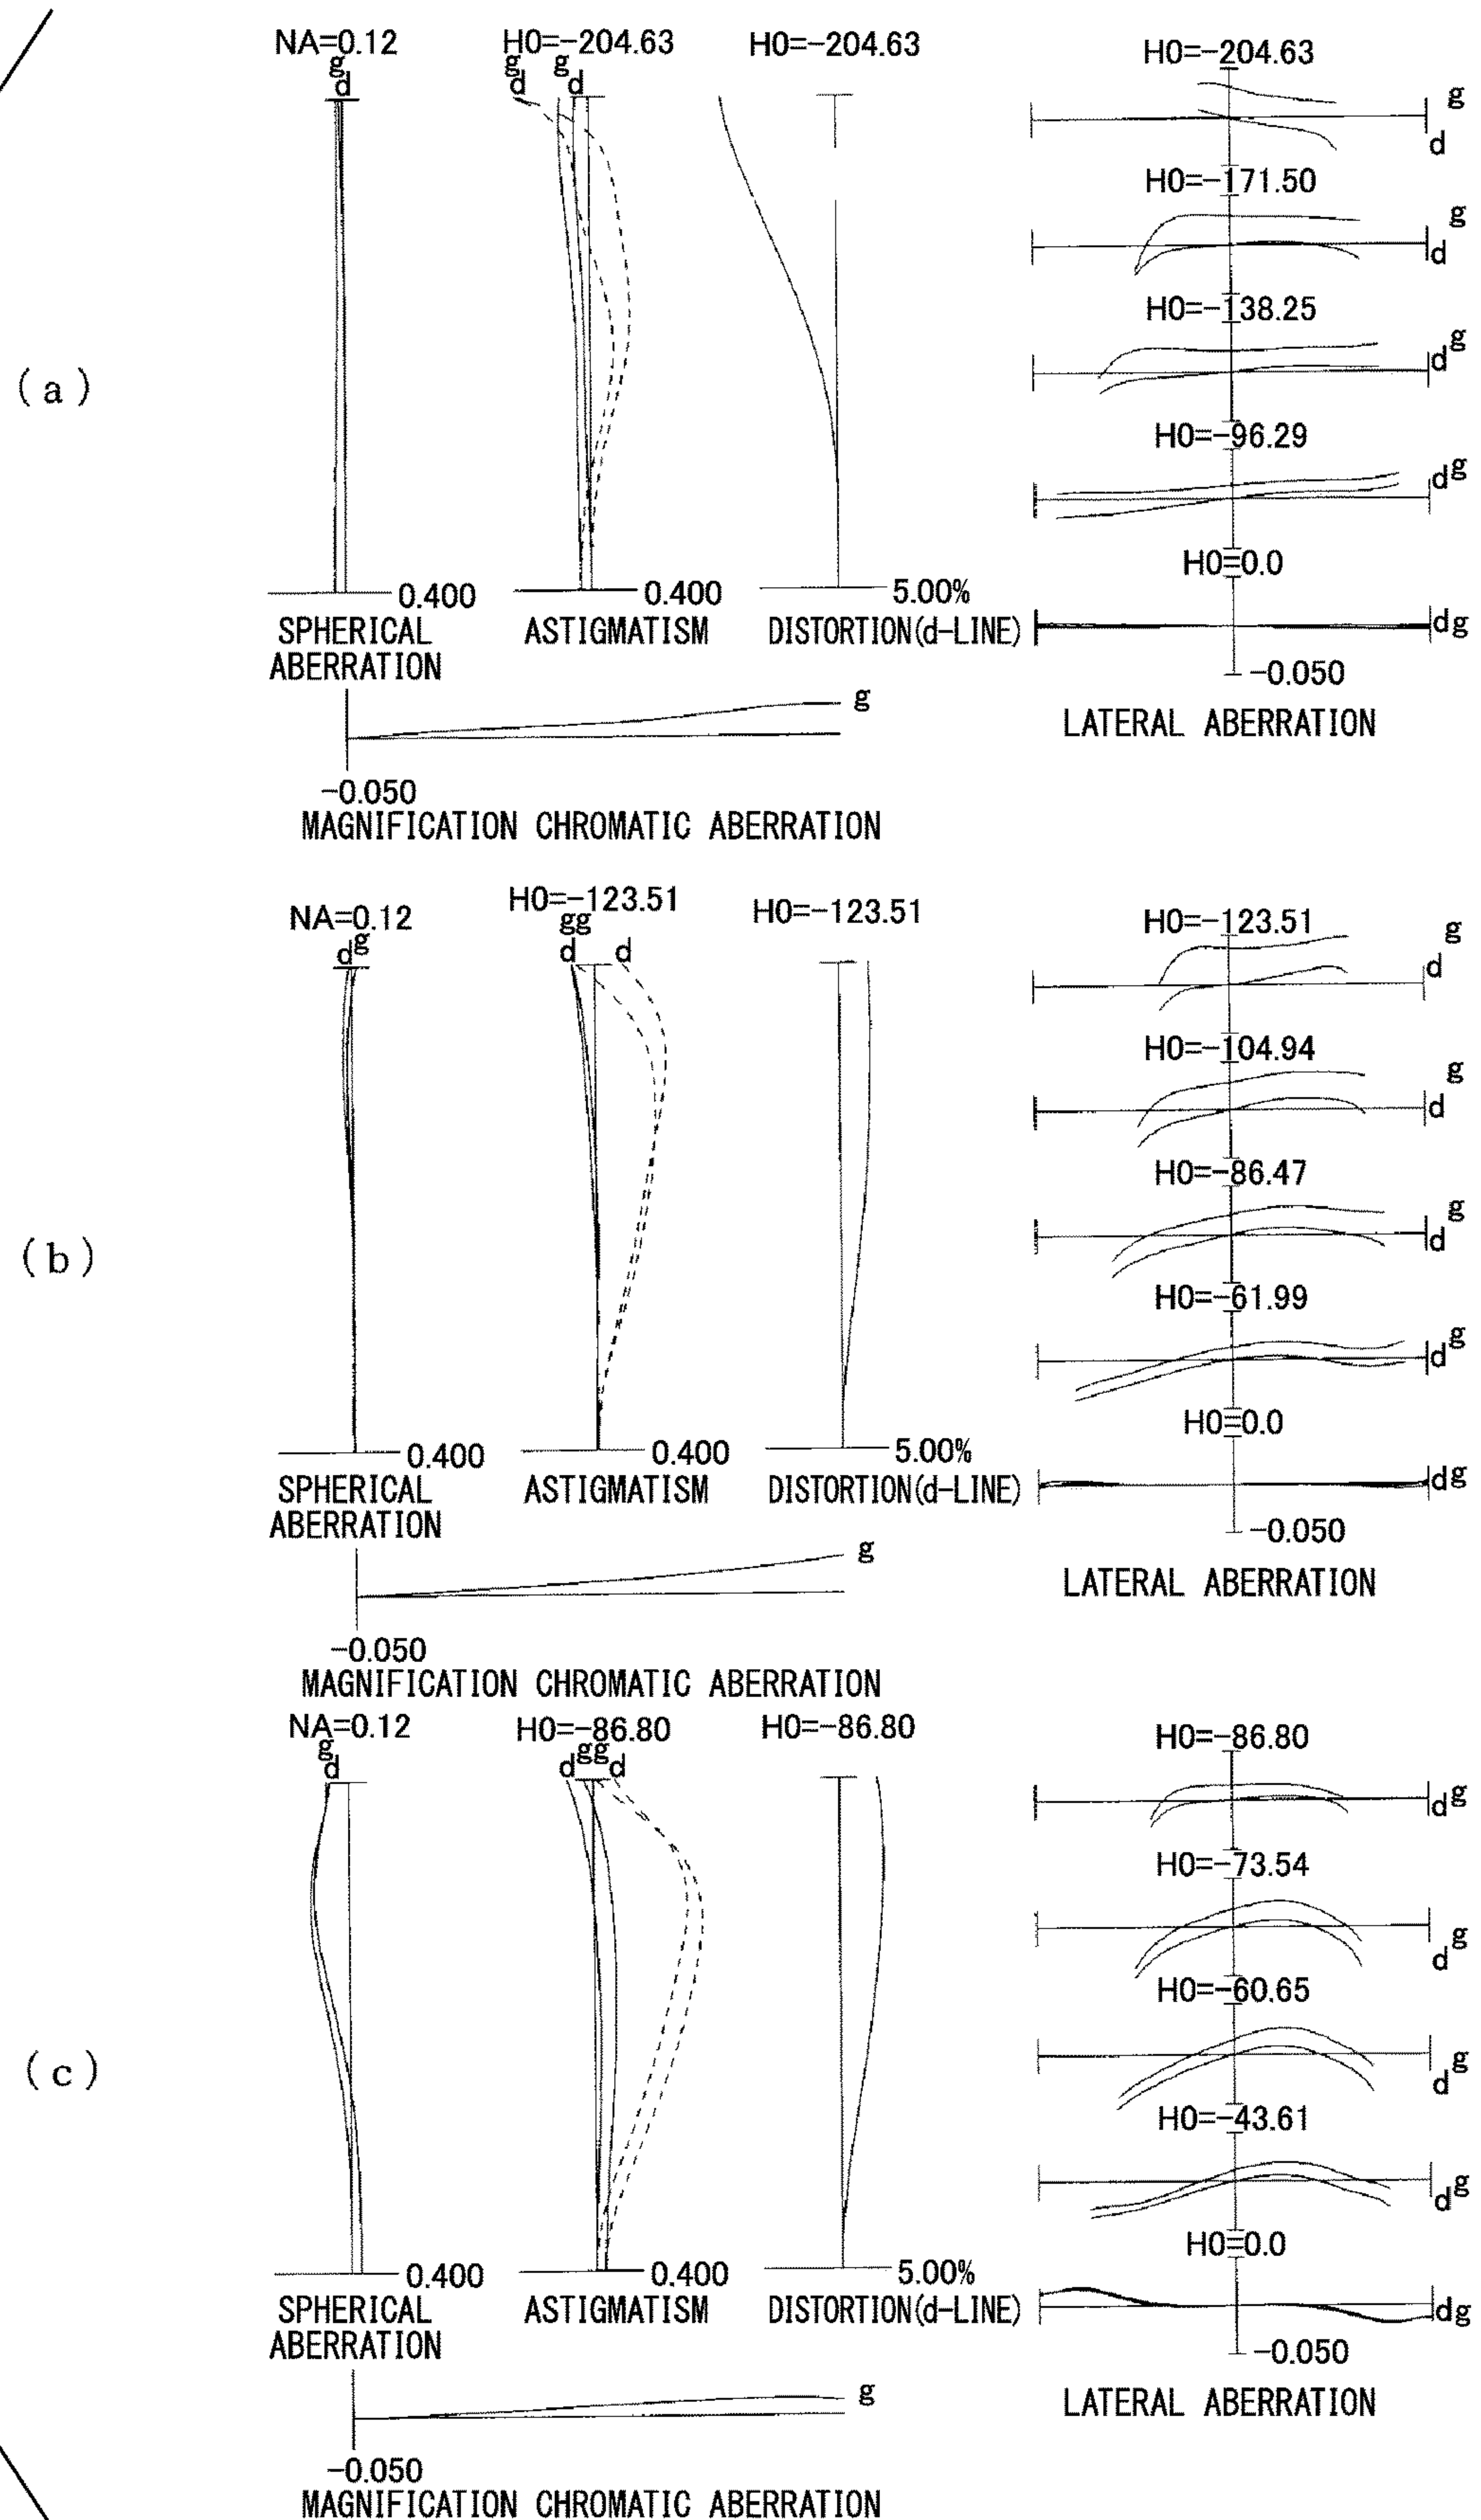 (a)
NA=0.12
g
d
H0=-204.63
g
d
g
d
H0=-204.63
0.400
SPHERICAL
ABERRATION
0.400
ASTIGMATISM
5.00%
DISTORTION(d-LINE)
g
-0.050
MAGNIFICATION CHROMATIC ABERRATION
H0=-204.63
g
d
H0=-171.50
g
d
H0=-138.25
d g
H0=-96.29
d g
H0=0.0
d g
-0.050
LATERAL ABERRATION
(b)
NA=0.12
d g
H0=-123.51
g g
d d
H0=-123.51
0.400
SPHERICAL
ABERRATION
0.400
ASTIGMATISM
5.00%
DISTORTION(d-LINE)
g
-0.050
MAGNIFICATION CHROMATIC ABERRATION
H0=-123.51
g
d
H0=-104.94
g
d
H0=-86.47
g
d
H0=-61.99
d g
H0=0.0
d g
-0.050
LATERAL ABERRATION
(c)
NA=0.12
g
d
H0=-86.80
d g g d
H0=-86.80
0.400
SPHERICAL
ABERRATION
0.400
ASTIGMATISM
5.00%
DISTORTION(d-LINE)
g
-0.050
MAGNIFICATION CHROMATIC ABERRATION
H0=-86.80
d g
H0=-73.54
d g
H0=-60.65
g
d
H0=-43.61
d g
H0=0.0
d g
-0.050
LATERAL ABERRATION